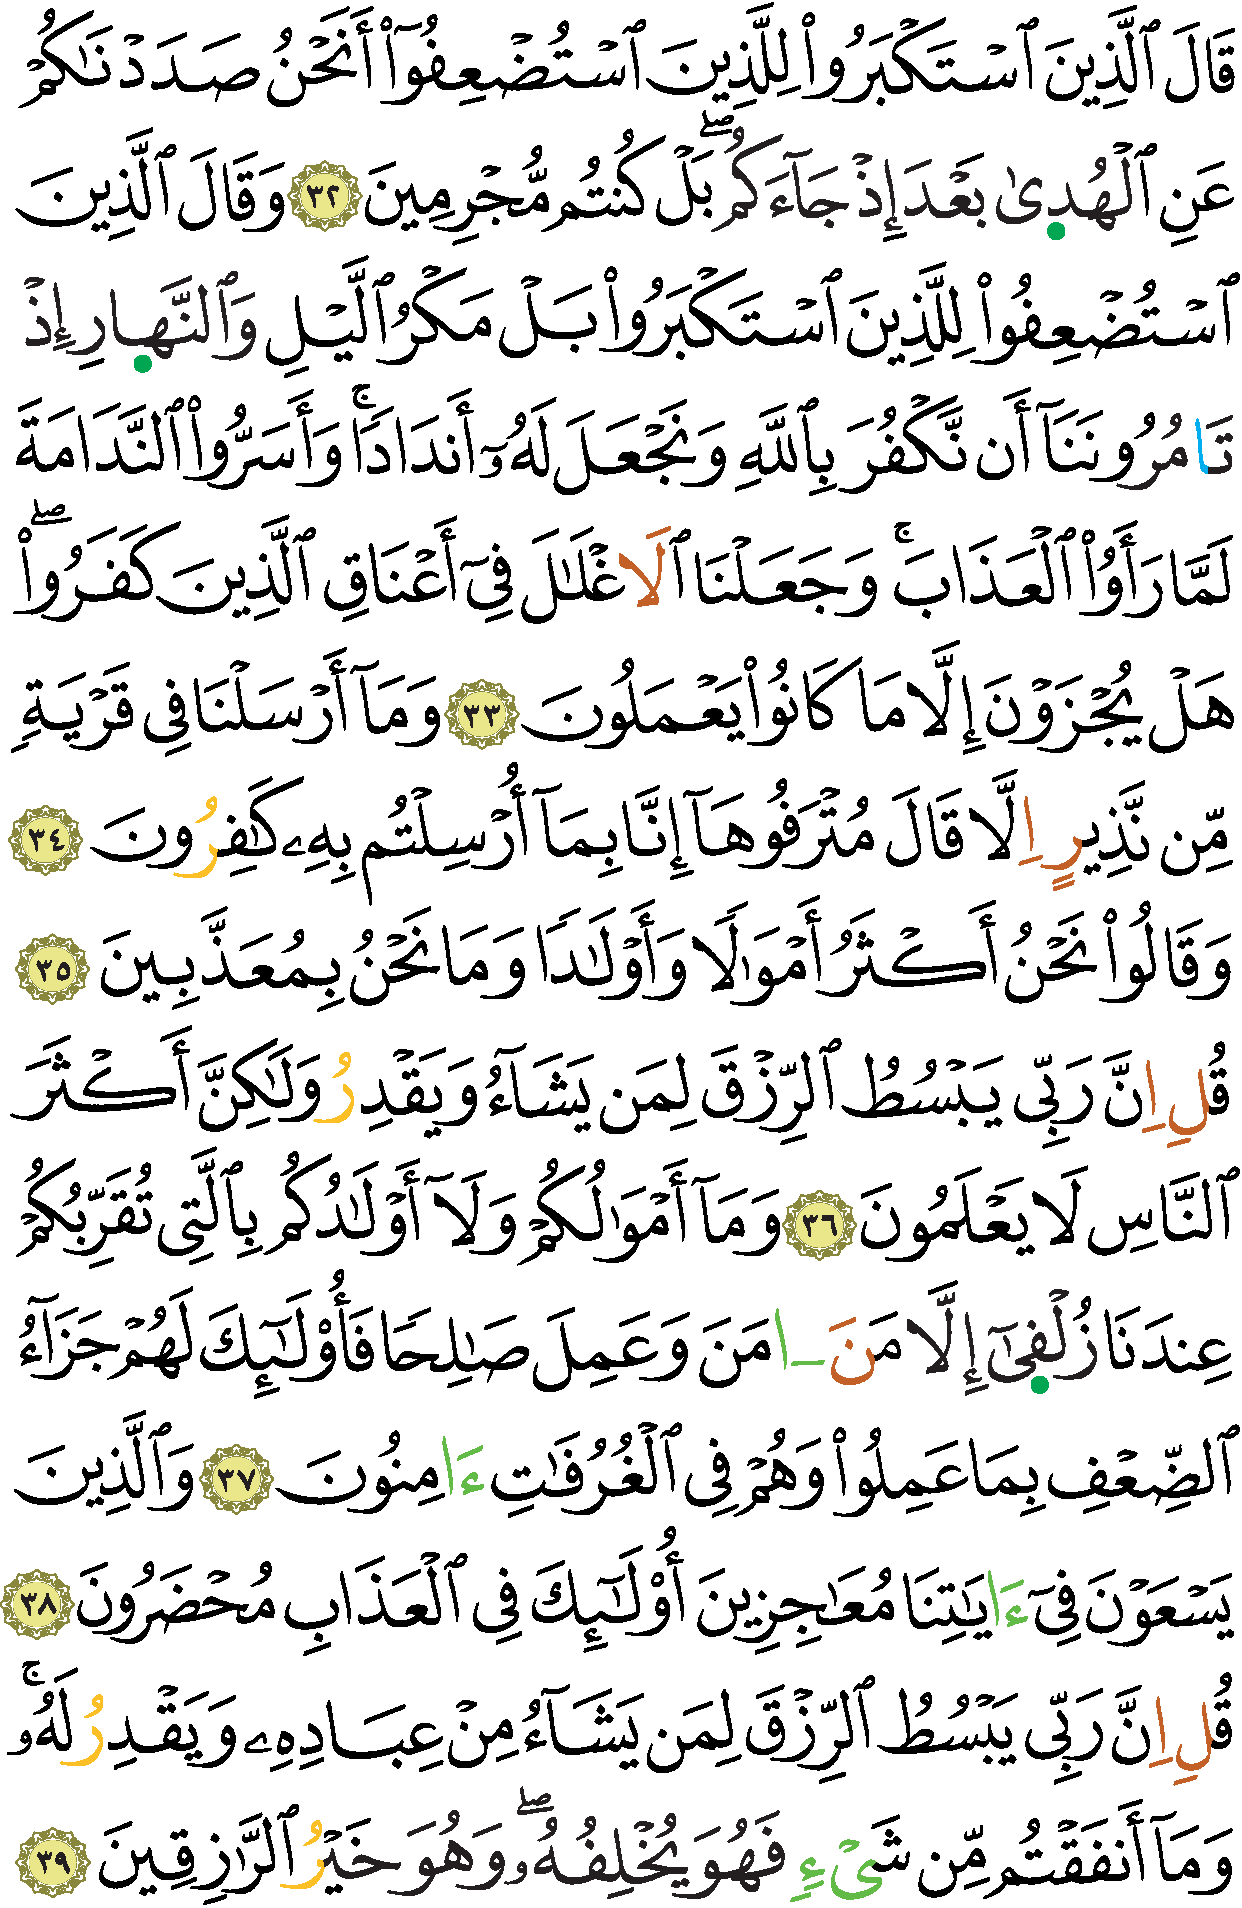 قَالَ ٱلَّذِينَ ٱسۡتَكۡبَرُواْ لِلَّذِينَ ٱسۡتُضۡعِفُوٓاْ أَنَحۡنُ صَدَدۡنَٰكُمۡ
عَنِ ٱلۡهُدِىٰ بَعۡدَ إِذۡ جَآءَكُمۖ بَلۡ كُنتُم مُّجۡرِمِينَ ٣٢ وَقَالَ ٱلَّذِينَ
ٱسۡتُضۡعِفُواْ لِلَّذِينَ ٱسۡتَكۡبَرُواْ بَلۡ مَكۡرُ ٱلَّيۡلِ وَٱلنَّهارِ إِذۡ
تَامُرُونَنَآ أَن نَّكۡفُرَ بِٱللَّهِ وَنَجۡعَلَ لَهُۥٓ أَندَادٗاۚ وَأَسَرُّواْ ٱلنَّدَامَةَ
لَمَّا رَأَوُاْ ٱلۡعَذَابَۚ وَجَعَلۡنَا ٱلَاغۡلَٰلَ فِيٓ أَعۡنَاقِ ٱلَّذِينَ كَفَرُواْۖ
هَلۡ يُجۡزَوۡنَ إِلَّا مَا كَانُواْ يَعۡمَلُونَ ٣٣ وَمَآ أَرۡسَلۡنَا فِي قَرۡيَةٖ
مِّن نَّذِيرٍ اِلَّا قَالَ مُتۡرَفُوهَآ إِنَّا بِمَآ أُرۡسِلۡتُم بِهِۦ كَٰفِرُونَ ٣٤
وَقَالُواْ نَحۡنُ أَكۡثَرُ أَمۡوَٰلٗا وَأَوۡلَٰدٗا وَمَا نَحۡنُ بِمُعَذَّبِينَ ٣٥
قُلِ اِنَّ رَبِّي يَبۡسُطُ ٱلرِّزۡقَ لِمَن يَشَآءُ وَيَقۡدِرُ وَلَٰكِنَّ أَكۡثَرَ
ٱلنَّاسِ لَا يَعۡلَمُونَ ٣٦ وَمَآ أَمۡوَٰلُكُمۡ وَلَآ أَوۡلَٰدُكُم بِٱلَّتِي تُقَرِّبُكُمۡ
عِندَنَا زُلۡفِىٰٓ إِلَّا مَنَ ـامَنَ وَعَمِلَ صَٰلِحٗا فَأُوْلَٰٓئِكَ لَهُمۡ جَزَآءُ
ٱلضِّعۡفِ بِمَا عَمِلُواْ وَهُمۡ فِي ٱلۡغُرُفَٰتِ ءَامِنُونَ ٣٧ وَٱلَّذِينَ
يَسۡعَوۡنَ فِيٓ ءَايَٰتِنَا مُعَٰجِزِينَ أُوْلَٰٓئِكَ فِي ٱلۡعَذَابِ مُحۡضَرُونَ ٣٨
قُلِ اِنَّ رَبِّي يَبۡسُطُ ٱلرِّزۡقَ لِمَن يَشَآءُ مِنۡ عِبَادِهِۦ وَيَقۡدِرُ لَهُۥۚ
وَمَآ أَنفَقۡتُم مِّن شَيۡءٖ فَهُوَ يُخۡلِفُهُۥۖ وَهُوَ خَيۡرُ ٱلرَّٰزِقِينَ ٣٩